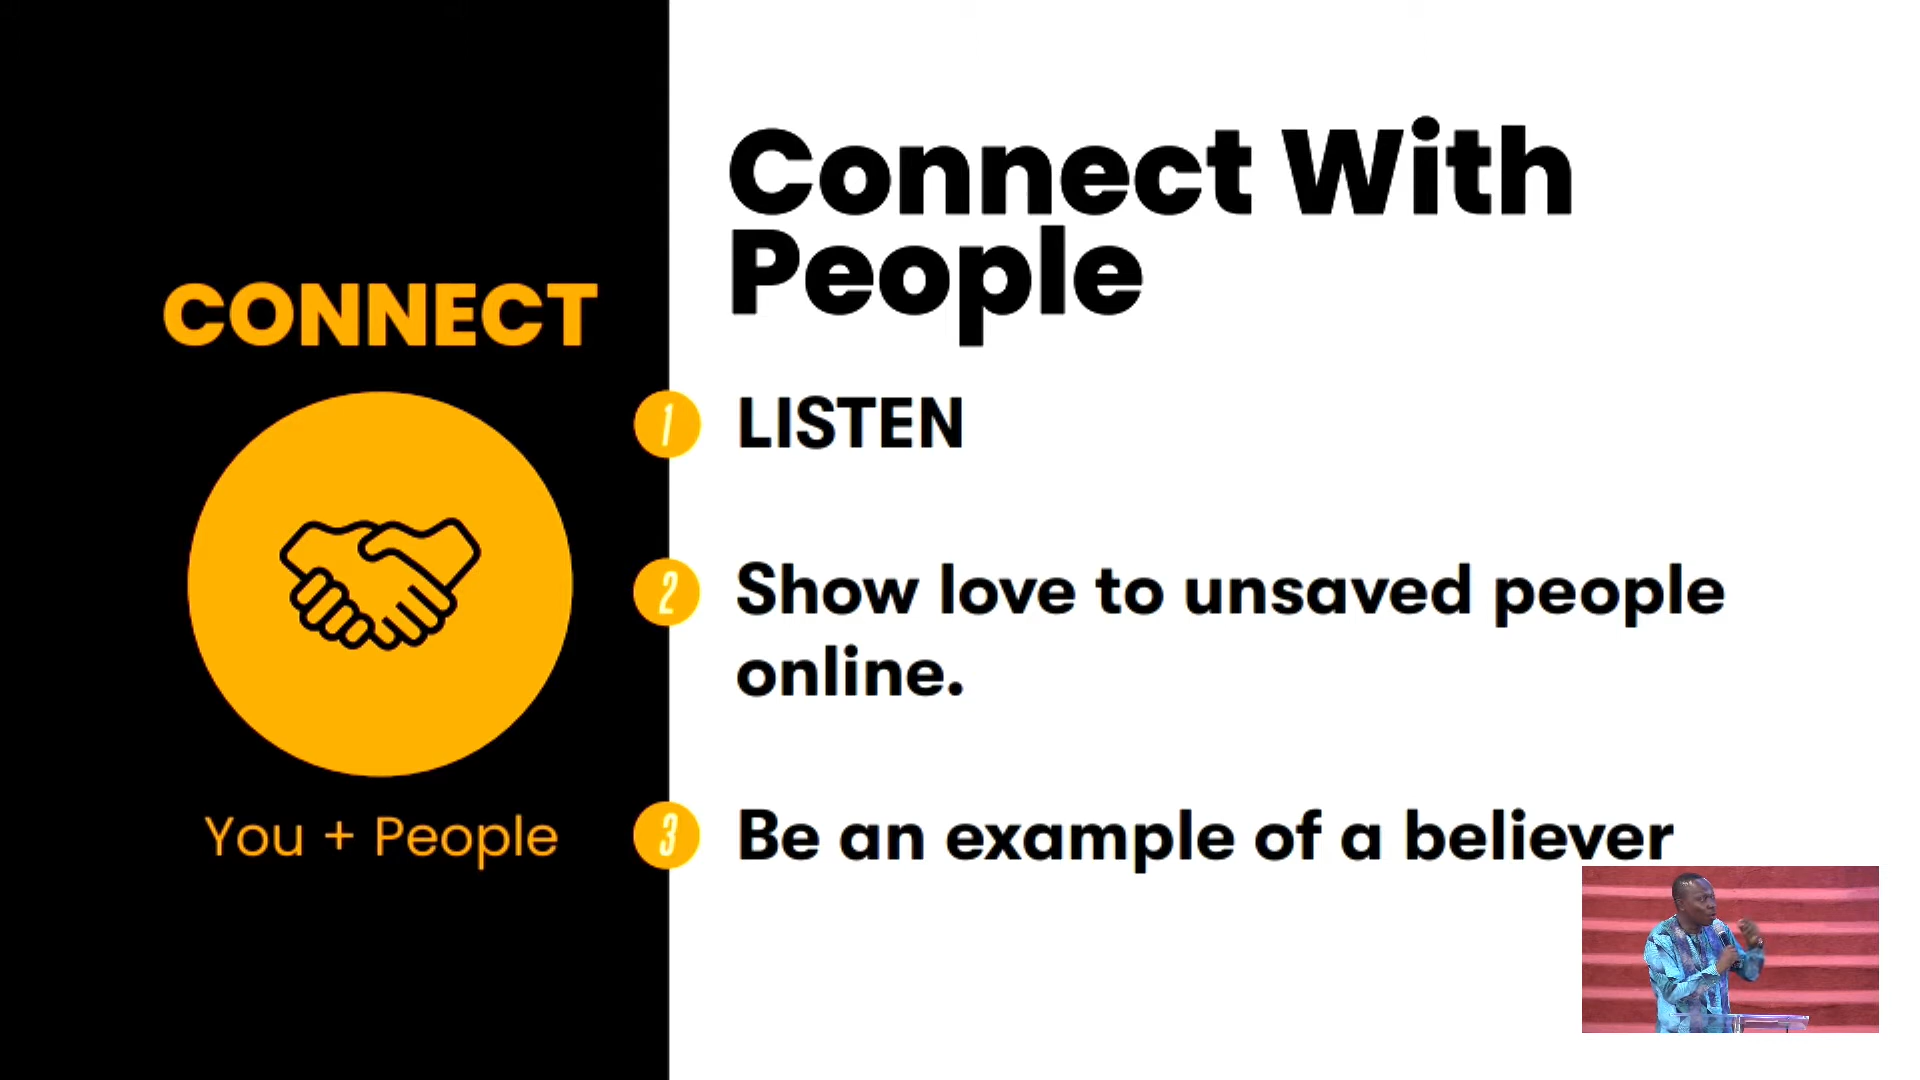 CONNECT
You + People
Connect With
People
1 LISTEN
2 Show love to unsaved people
online.
3 Be an example of a believer